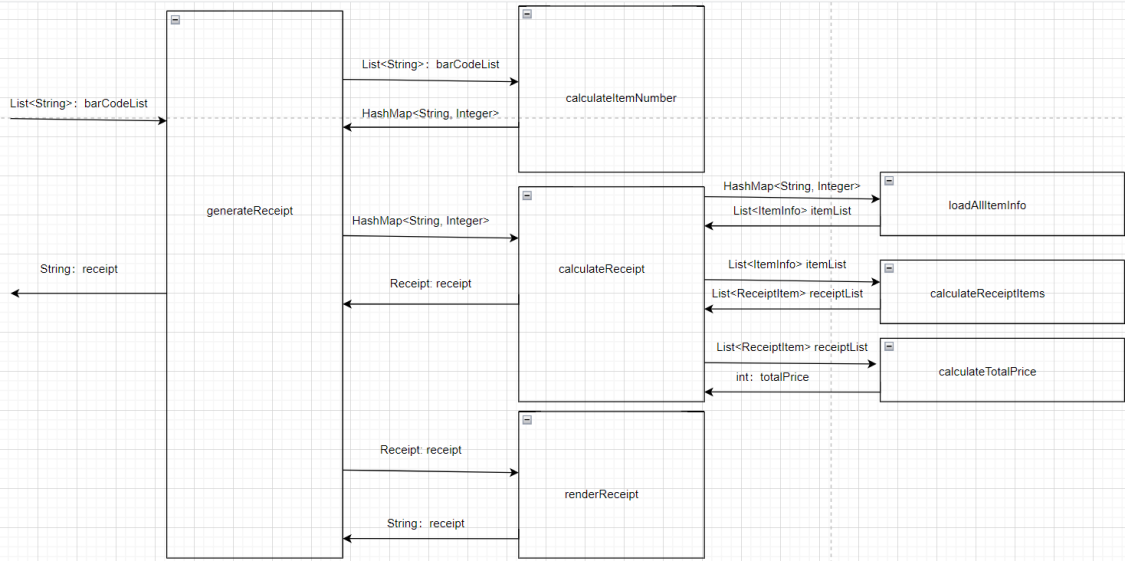 List<String>：barCodeList
generateReceipt
String：receipt
List<String>：barCodeList
HashMap<String, Integer>
calculateItemNumber
HashMap<String, Integer>
Receipt: receipt
calculateReceipt
HashMap<String, Integer>
List<ItemInfo> itemList
loadAllItemInfo
List<ItemInfo> itemList
List<ReceiptItem> receiptList
calculateReceiptItems
List<ReceiptItem> receiptList
int：totalPrice
calculateTotalPrice
Receipt: receipt
String：receipt
renderReceipt